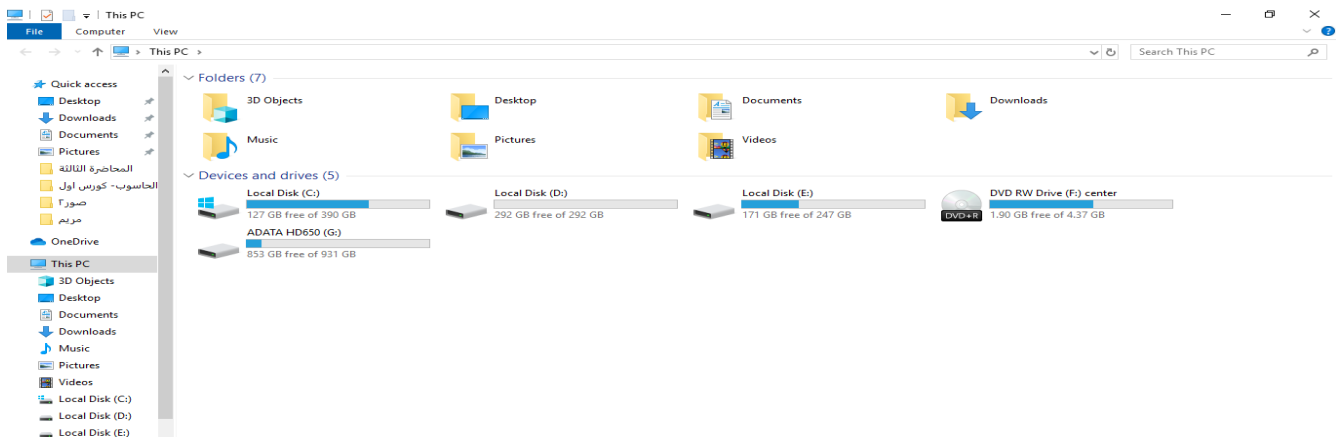 This PC
File Computer View
This PC
Search This PC
Quick access
Desktop
Downloads
Documents
Pictures
المحاضرة الثالثة
الحاسوب- كورس اول
صور٢
مريم
OneDrive
This PC
3D Objects
Desktop
Documents
Downloads
Music
Pictures
Videos
Local Disk (C:)
Local Disk (D:)
Local Disk (E:)
Folders (7)
3D Objects Desktop Documents Downloads
Music Pictures Videos
Devices and drives (5)
Local Disk (C:)
127 GB free of 390 GB
Local Disk (D:)
292 GB free of 292 GB
Local Disk (E:)
171 GB free of 247 GB
DVD RW Drive (F:) center
DVD+R
1.90 GB free of 4.37 GB
ADATA HD650 (G:)
853 GB free of 931 GB